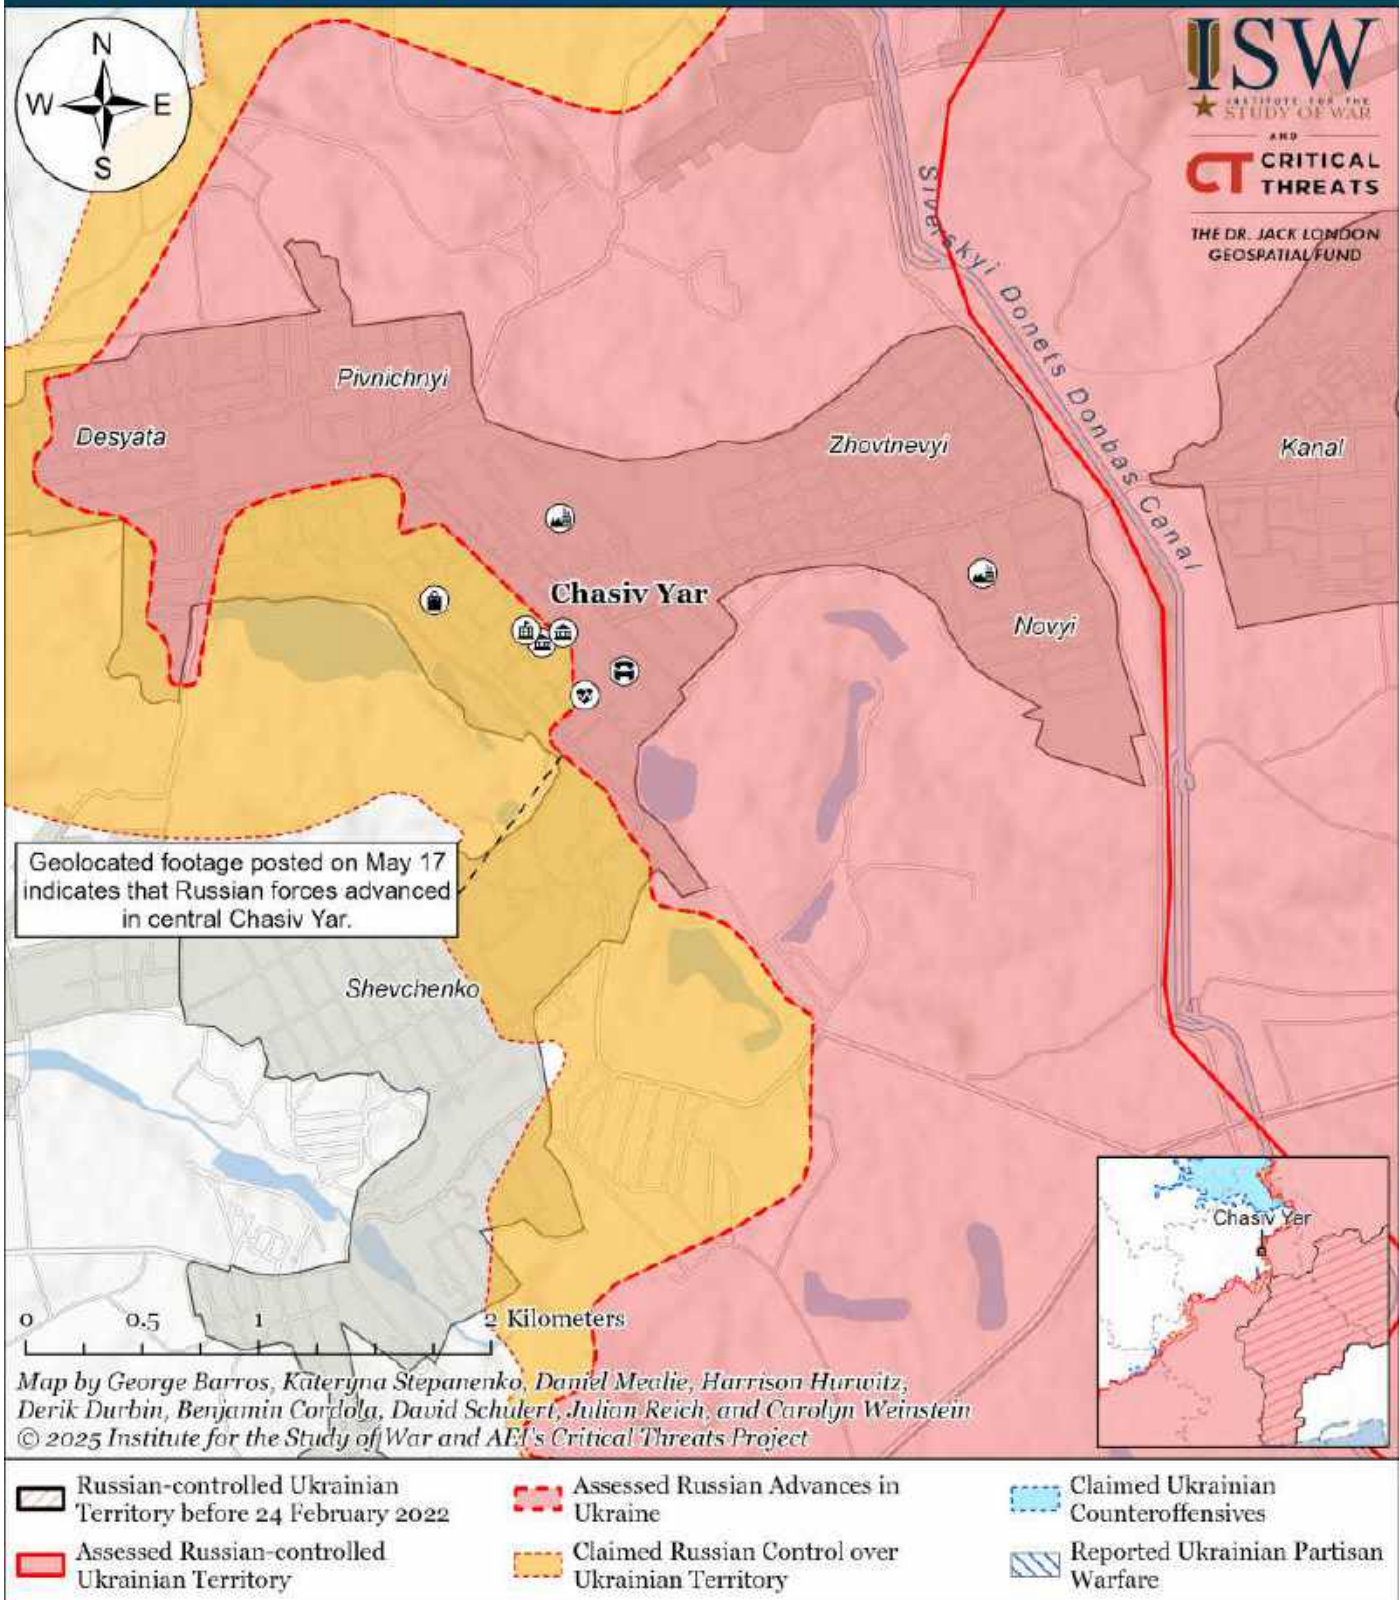 N
W E
S
ISW
INSTITUTE FOR THE
STUDY OF WAR
AND
CT CRITICAL
THREATS
THE DR. JACK LONDON
GEOSPATIAL FUND
Siverskyi Donets Donbas Canal
Pivnichnyi
Desyata
Zhovtnevyi
Kanal
Chasiv Yar
Novyi
Geolocated footage posted on May 17
indicates that Russian forces advanced
in central Chasiv Yar.
Shevchenko
Chasiv Yar
0 0.5 1 2 Kilometers
Map by George Barros, Kateryna Stepanenko, Daniel Mealie, Harrison Hurwitz,
Derik Durbin, Benjamin Cordola, David Schulert, Julian Reich, and Carolyn Weinstein
© 2025 Institute for the Study of War and AEI's Critical Threats Project
Russian-controlled Ukrainian
Territory before 24 February 2022
Assessed Russian-controlled
Ukrainian Territory
Assessed Russian Advances in
Ukraine
Claimed Russian Control over
Ukrainian Territory
Claimed Ukrainian
Counteroffensives
Reported Ukrainian Partisan
Warfare